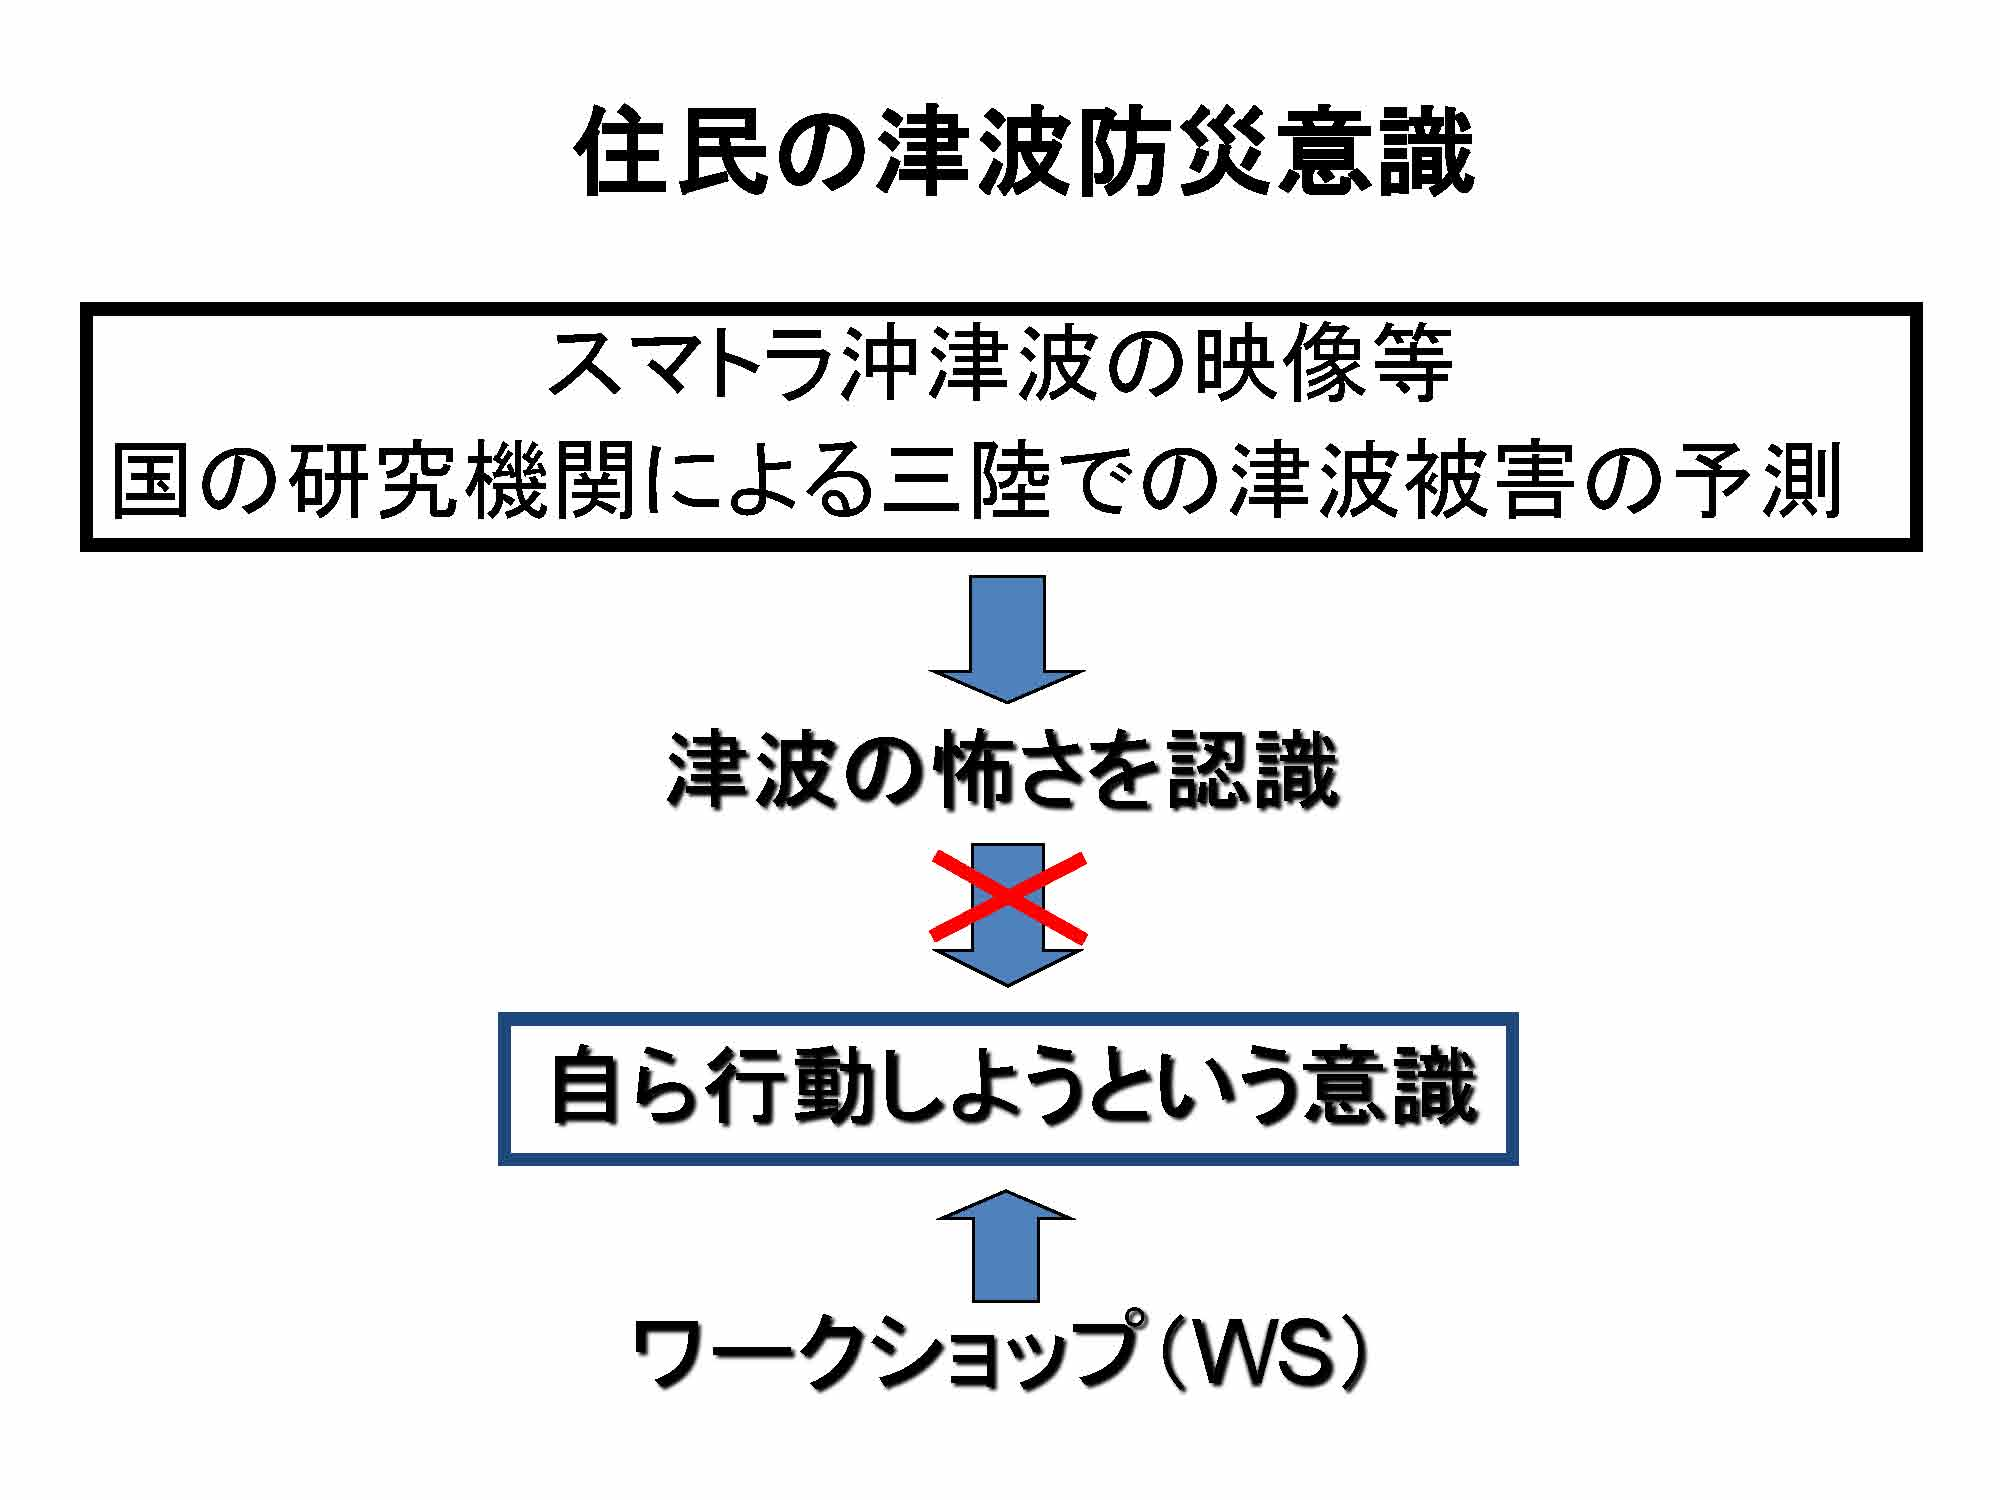 住民の津波防災意識
スマトラ沖津波の映像等
国の研究機関による三陸での津波被害の予測
津波の怖さを認識
自ら行動しようという意識
ワークショップ（WS）